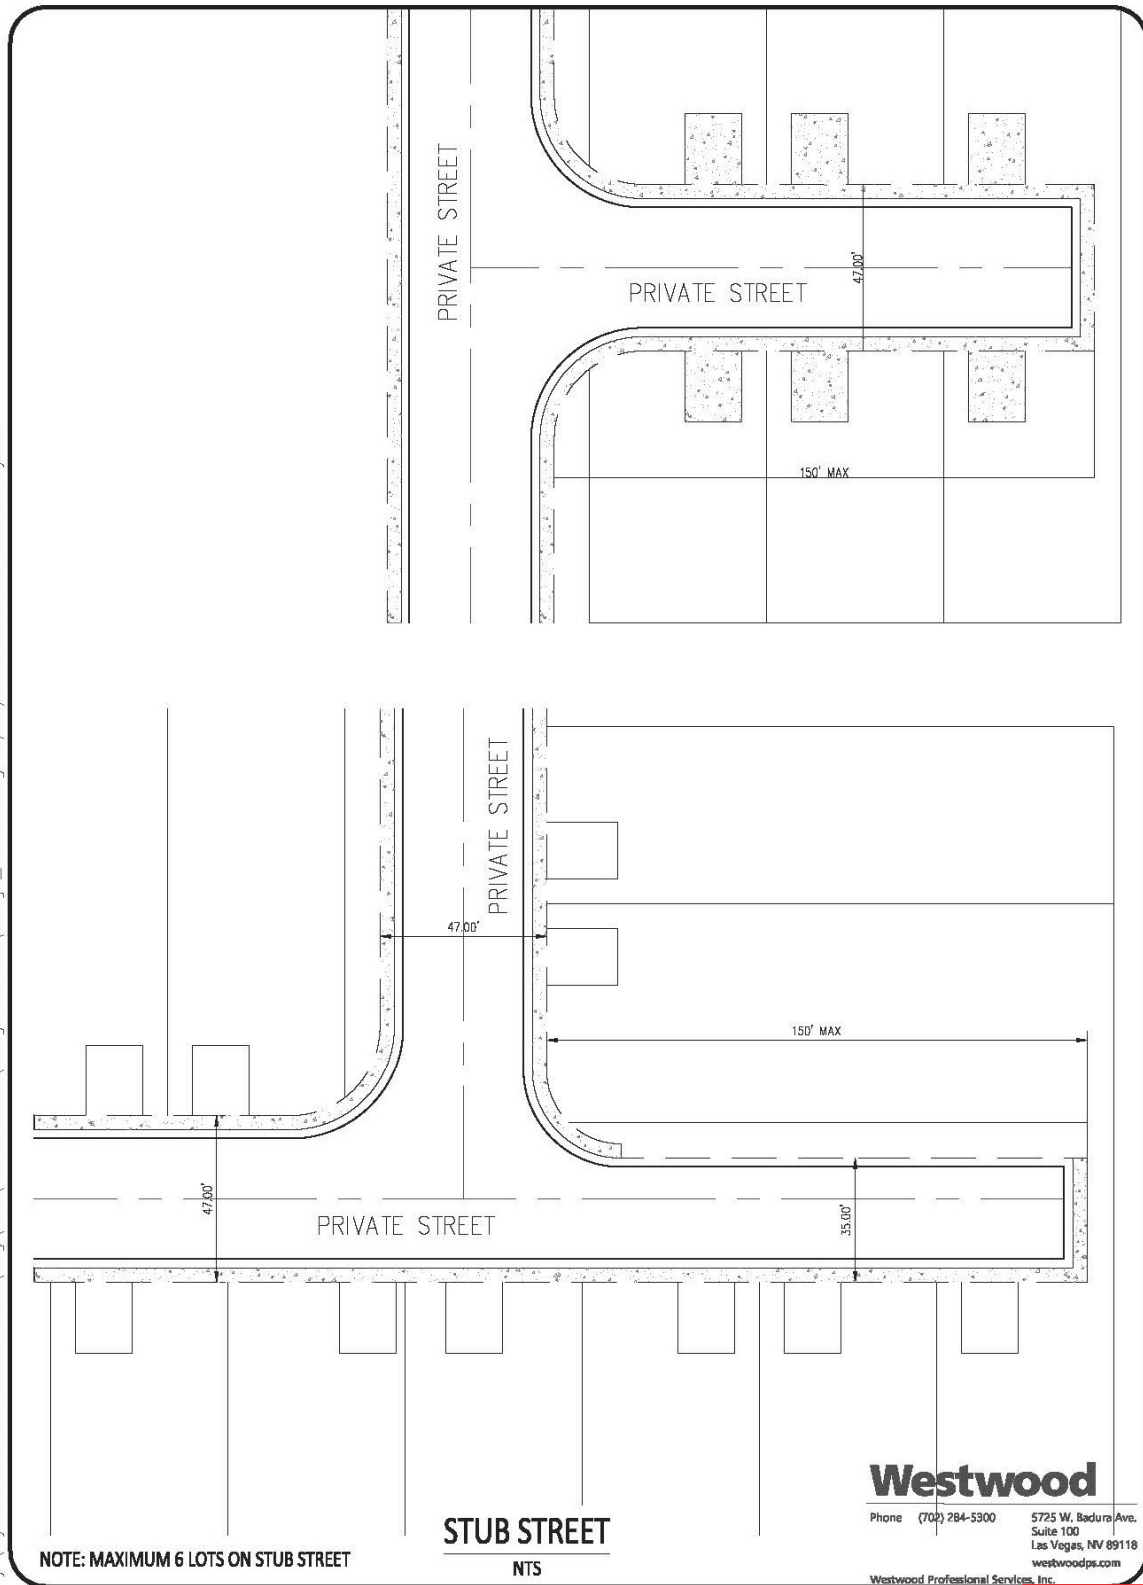 PRIVATE STREET
PRIVATE STREET
47.00'
150' MAX
PRIVATE STREET
47.00'
150' MAX
47.00'
PRIVATE STREET
35.00'
Westwood
Phone (702) 284-5300
5725 W. Badura Ave.
Suite 100
Las Vegas, NV 89118
westwoodps.com
Westwood Professional Services, Inc.
STUB STREET
NTS
NOTE: MAXIMUM 6 LOTS ON STUB STREET